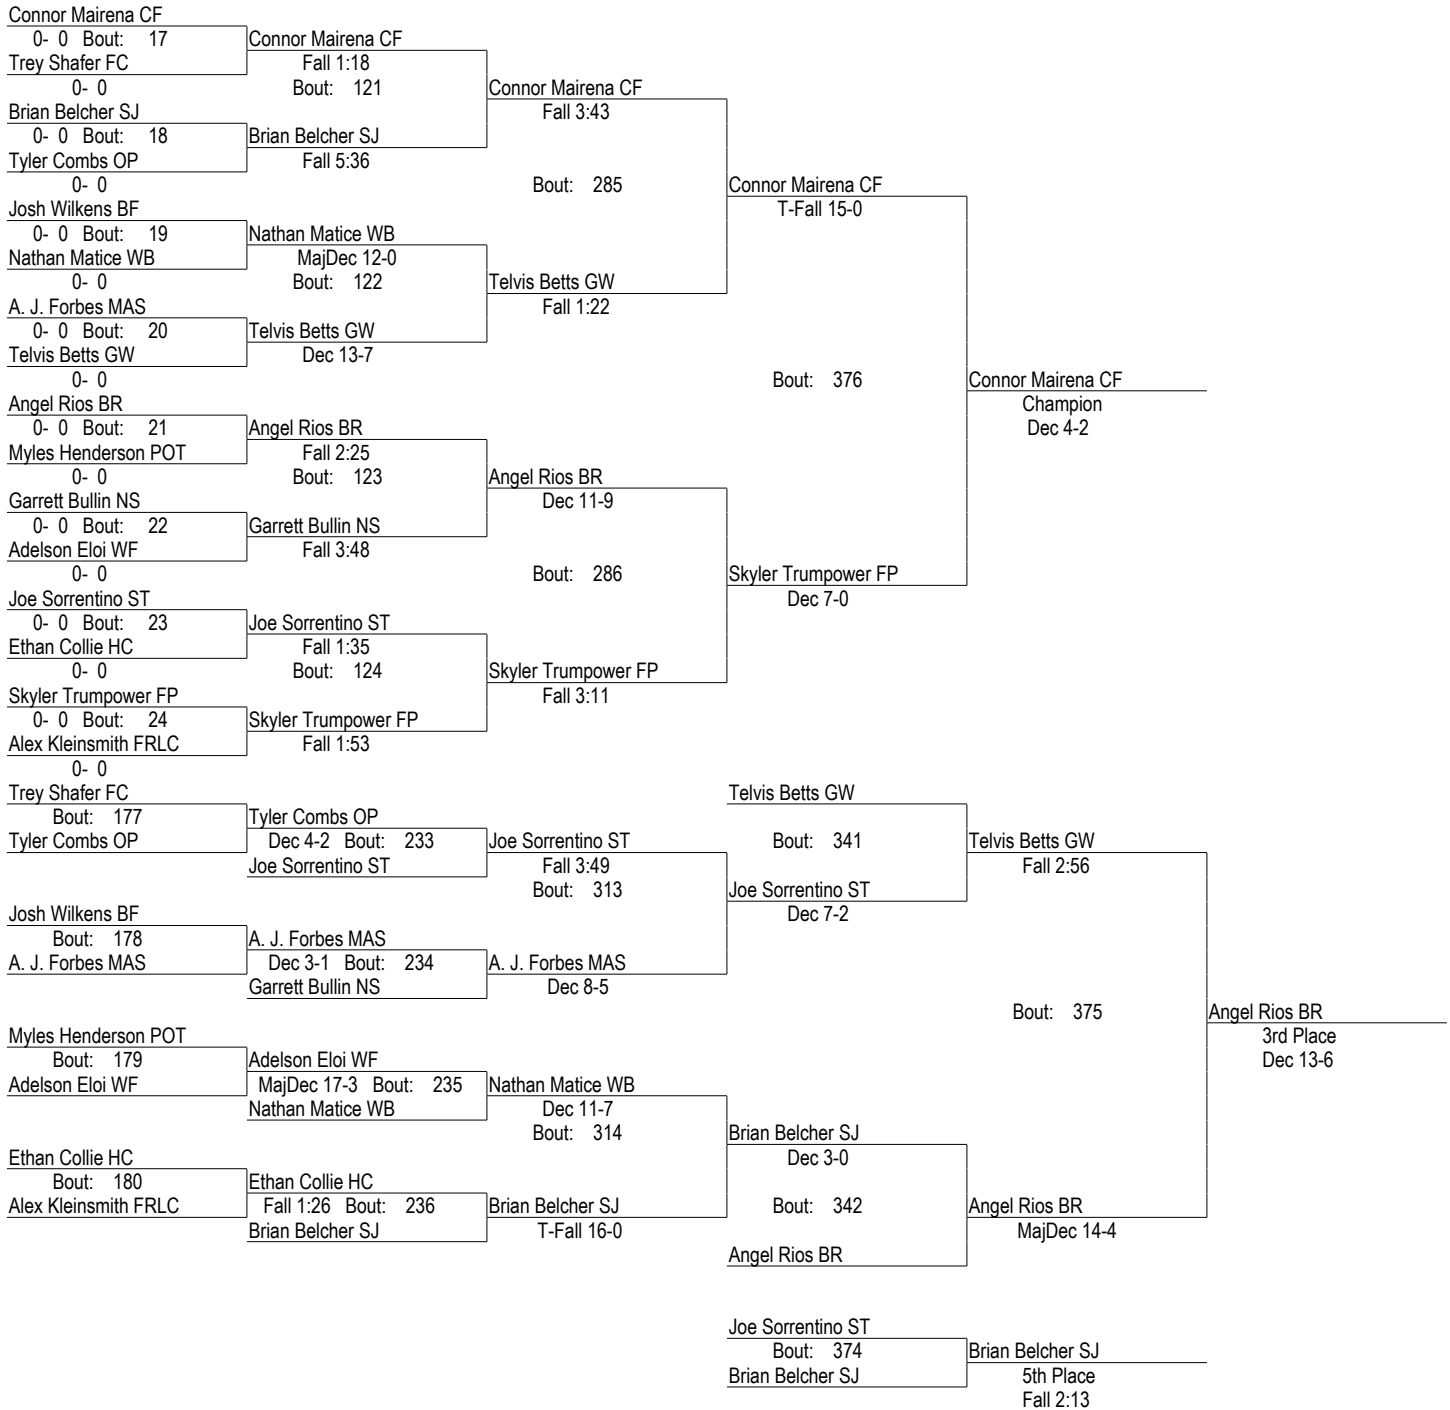 Connor Mairena CF
0- 0 Bout: 17
Connor Mairena CF
Trey Shafer FC
Fall 1:18
0- 0
Bout: 121
Connor Mairena CF
Brian Belcher SJ
Fall 3:43
0- 0 Bout: 18
Brian Belcher SJ
Tyler Combs OP
Fall 5:36
0- 0
Bout: 285
Connor Mairena CF
Josh Wilkens BF
T-Fall 15-0
0- 0 Bout: 19
Nathan Matice WB
Nathan Matice WB
MajDec 12-0
0- 0
Bout: 122
Telvis Betts GW
A. J. Forbes MAS
Fall 1:22
0- 0 Bout: 20
Telvis Betts GW
Telvis Betts GW
Dec 13-7
0- 0
Bout: 376
Connor Mairena CF
Angel Rios BR
Champion
0- 0 Bout: 21
Angel Rios BR
Dec 4-2
Myles Henderson POT
Fall 2:25
0- 0
Bout: 123
Angel Rios BR
Garrett Bullin NS
Dec 11-9
0- 0 Bout: 22
Garrett Bullin NS
Adelson Eloi WF
Fall 3:48
0- 0
Bout: 286
Skyler Trumpower FP
Joe Sorrentino ST
Dec 7-0
0- 0 Bout: 23
Joe Sorrentino ST
Ethan Collie HC
Fall 1:35
0- 0
Bout: 124
Skyler Trumpower FP
Skyler Trumpower FP
Fall 3:11
0- 0 Bout: 24
Skyler Trumpower FP
Alex Kleinsmith FRLC
Fall 1:53
0- 0
Trey Shafer FC
Telvis Betts GW
Bout: 177
Tyler Combs OP
Tyler Combs OP
Dec 4-2 Bout: 233
Joe Sorrentino ST
Bout: 341
Telvis Betts GW
Joe Sorrentino ST
Fall 3:49
Fall 2:56
Bout: 313
Joe Sorrentino ST
Josh Wilkens BF
Dec 7-2
Bout: 178
A. J. Forbes MAS
A. J. Forbes MAS
Dec 3-1 Bout: 234
A. J. Forbes MAS
Garrett Bullin NS
Dec 8-5
Bout: 375
Angel Rios BR
Myles Henderson POT
3rd Place
Bout: 179
Adelson Eloi WF
Dec 13-6
Adelson Eloi WF
MajDec 17-3 Bout: 235
Nathan Matice WB
Nathan Matice WB
Dec 11-7
Bout: 314
Brian Belcher SJ
Ethan Collie HC
Dec 3-0
Bout: 180
Ethan Collie HC
Alex Kleinsmith FRLC
Fall 1:26 Bout: 236
Brian Belcher SJ
Bout: 342
Angel Rios BR
Brian Belcher SJ
T-Fall 16-0
MajDec 14-4
Angel Rios BR
Joe Sorrentino ST
Bout: 374
Brian Belcher SJ
Brian Belcher SJ
5th Place
Fall 2:13